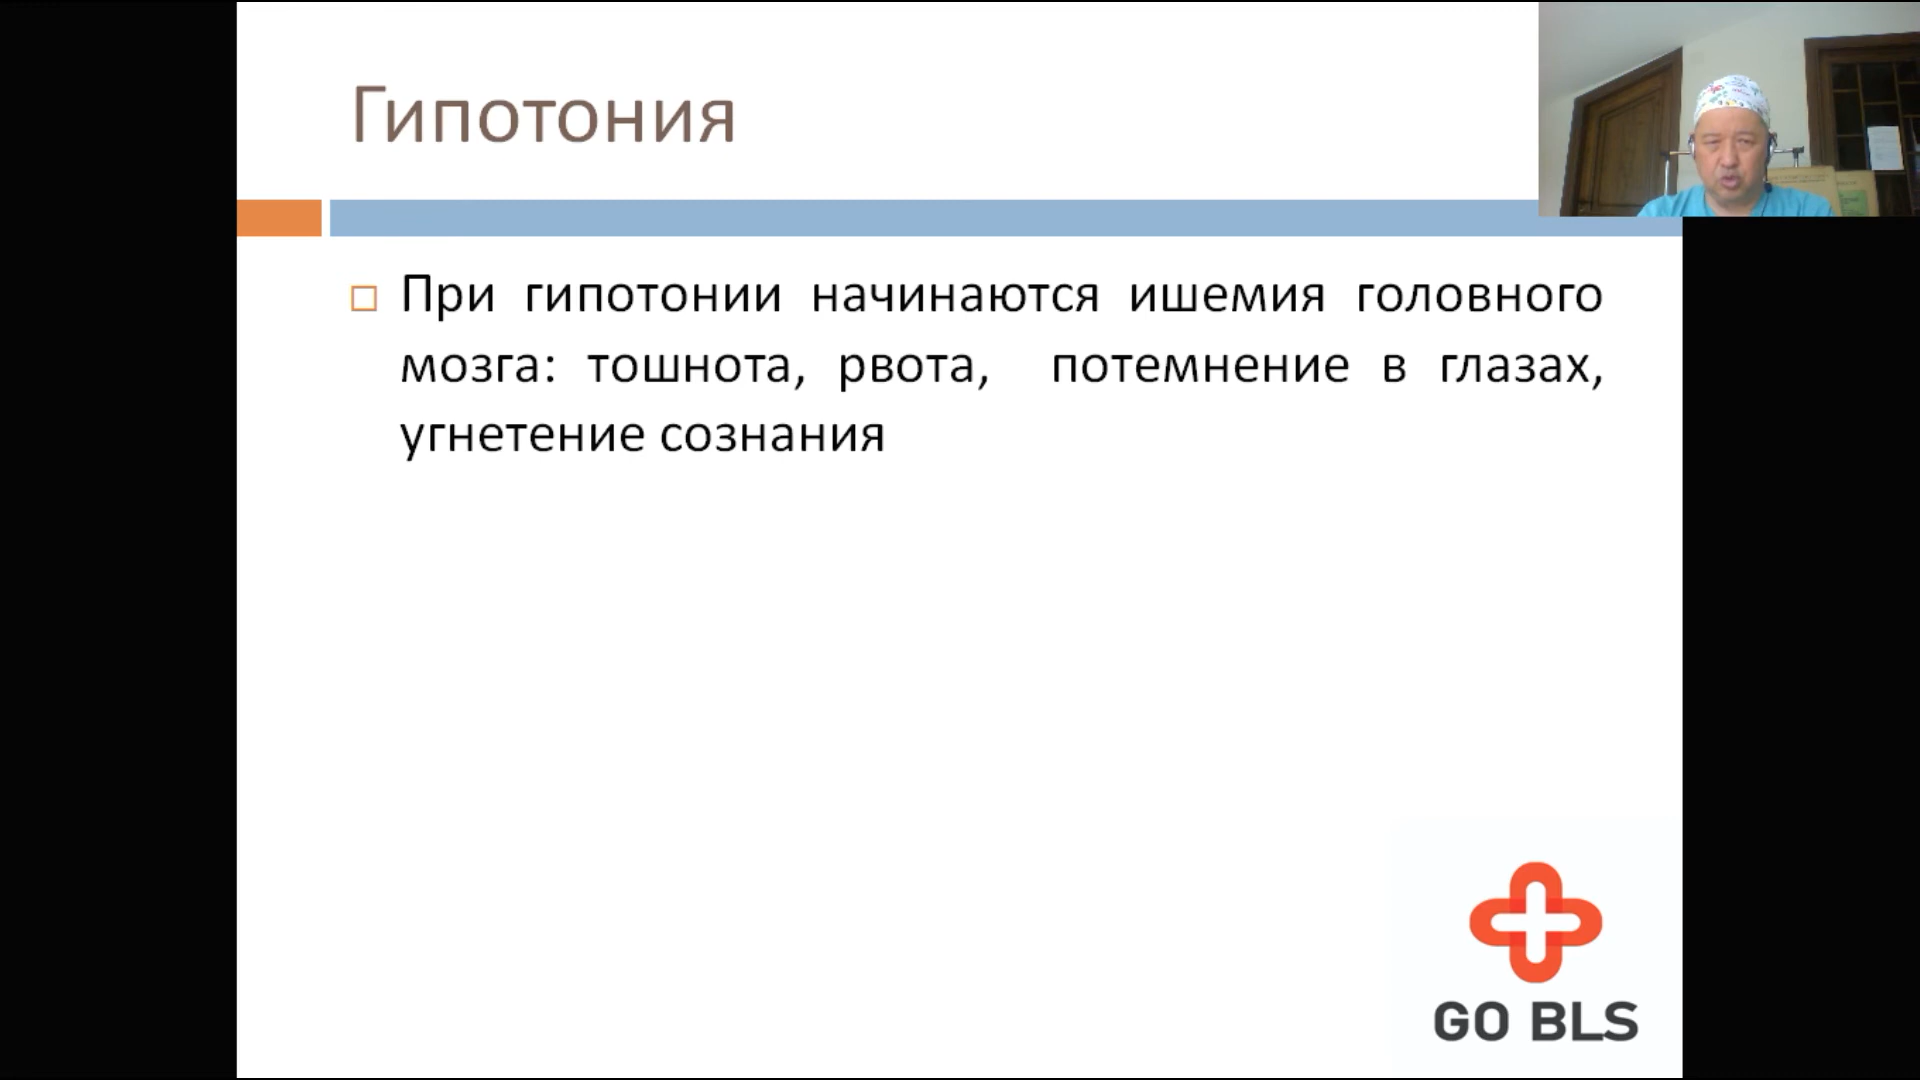 Гипотония
При гипотонии начинаются ишемия головного
мозга: тошнота, рвота, потемнение в глазах,
угнетение сознания
GO BLS